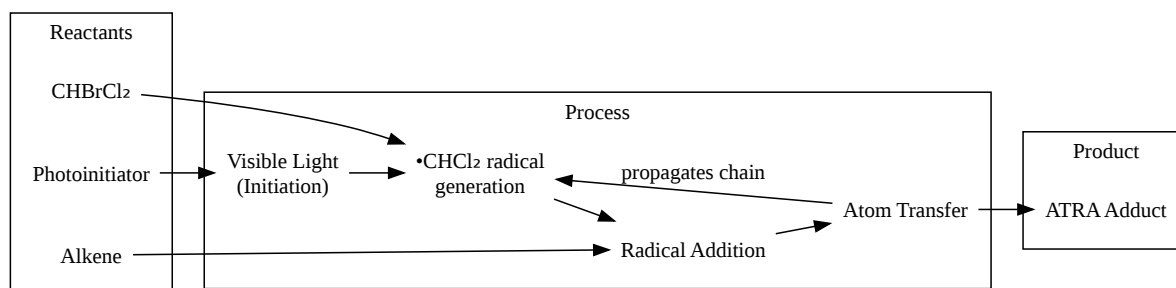 Reactants
CHBrCl₂
Photoinitiator
Alkene
Process
Visible Light
(Initiation)
•CHCl₂ radical
generation
propagates chain
Radical Addition
Atom Transfer
Product
ATRA Adduct